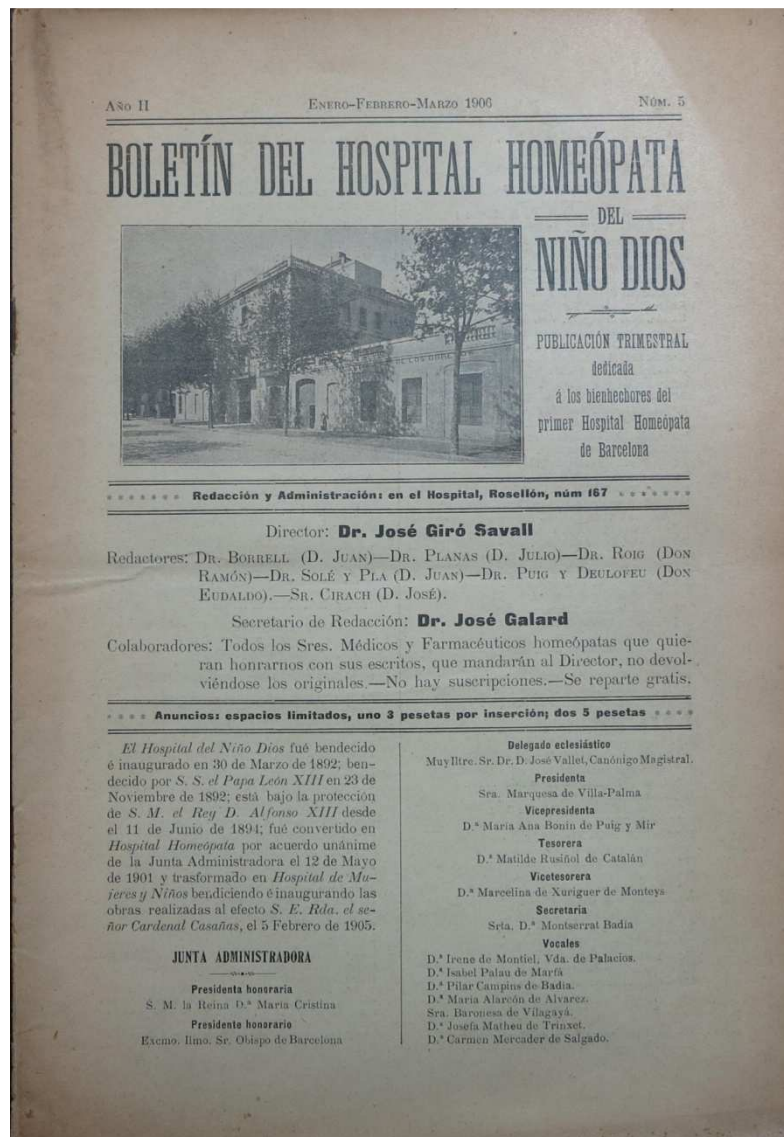 Año II Enero-Febrero-Marzo 1906 Núm. 5
BOLETÍN DEL HOSPITAL HOMEÓPATA
DEL
NIÑO DIOS
PUBLICACIÓN TRIMESTRAL
dedicada
á los bienhechores del
primer Hospital Homeópata
de Barcelona
Redacción y Administración: en el Hospital, Rosellón, núm 167
Director: Dr. José Giró Savall
Redactores: Dr. Borrell (D. Juan)—Dr. Planas (D. Julio)—Dr. Roig (Don
Ramón)—Dr. Solé y Pla (D. Juan)—Dr. Puig y Deulofeu (Don
Eudaldo).—Sr. Cirach (D. José).
Secretario de Redacción: Dr. José Galard
Colaboradores: Todos los Sres. Médicos y Farmacéuticos homeópatas que quie-
ran honrarnos con sus escritos, que mandarán al Director, no devol-
viéndose los originales.—No hay suscripciones.—Se reparte gratis.
Anuncios: espacios limitados, uno 3 pesetas por inserción; dos 5 pesetas
El Hospital del Niño Dios fué bendecido
é inaugurado en 30 de Marzo de 1892; ben-
decido por S. S. el Papa León XIII en 23 de
Noviembre de 1892; está bajo la protección
de S. M. el Rey D. Alfonso XIII desde
el 11 de Junio de 1894; fué convertido en
Hospital Homeópata por acuerdo unánime
de la Junta Administradora el 12 de Mayo
de 1901 y trasformado en Hospital de Mu-
jeres y Niños bendiciendo é inaugurando las
obras realizadas al efecto S. E. Rda. el se-
ñor Cardenal Casañas, el 5 Febrero de 1905.
JUNTA ADMINISTRADORA
Presidenta honoraria
S. M. la Reina D.ª María Cristina
Presidente honorario
Excmo. Ilmo. Sr. Obispo de Barcelona
Delegado eclesiástico
Muy Iltre. Sr. Dr. D. José Vallet, Canónigo Magistral.
Presidenta
Sra. Marquesa de Villa-Palma
Vicepresidenta
D.ª María Ana Bonin de Puig y Mir
Tesorera
D.ª Matilde Rusiñol de Catalán
Vicetesorera
D.ª Marcelina de Xuriguer de Monteys
Secretaria
Srta. D.ª Montserrat Badía
Vocales
D.ª Irene de Montiel, Vda. de Palacios.
D.ª Isabel Palau de Marfá
D.ª Pilar Campins de Badia.
D.ª María Alarcón de Alvarez.
Sra. Baronesa de Vilagayá.
D.ª Josefa Matheu de Trinxet.
D.ª Carmen Mercader de Salgado.